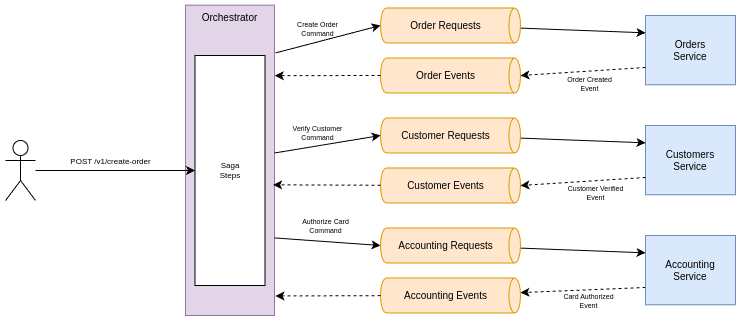 Orchestrator
Create Order
Command
Order Requests
Orders
Service
Order Events
Order Created
Event
Verify Customer
Command
Customer Requests
Customers
Service
POST /v1/create-order
Saga
Steps
Customer Events
Customer Verified
Event
Authorize Card
Command
Accounting Requests
Accounting
Service
Accounting Events
Card Authorized
Event